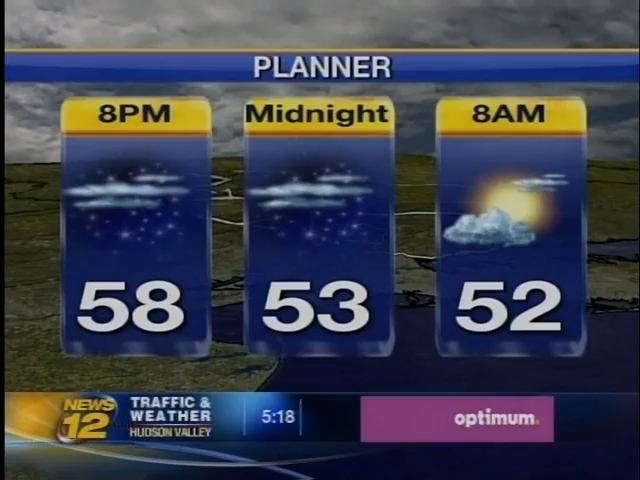 PLANNER
8PM
Midnight
8AM
58
53
52
NEWS
12
TRAFFIC &
WEATHER
HUDSON VALLEY
5:18
optimum.